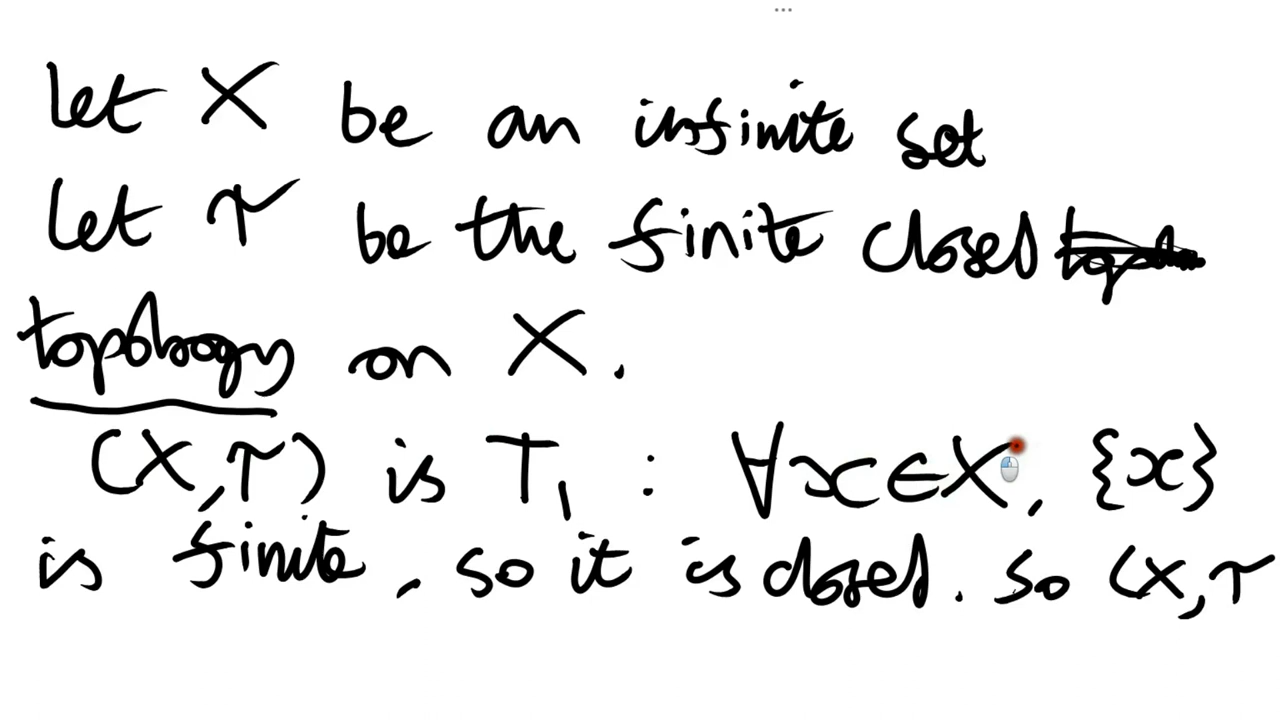 let X be an infinite set
let τ be the finite closed
topology on X.
(X,τ) is T₁ : ∀x∈X, {x}
is finite, so it is closed. So (X,τ